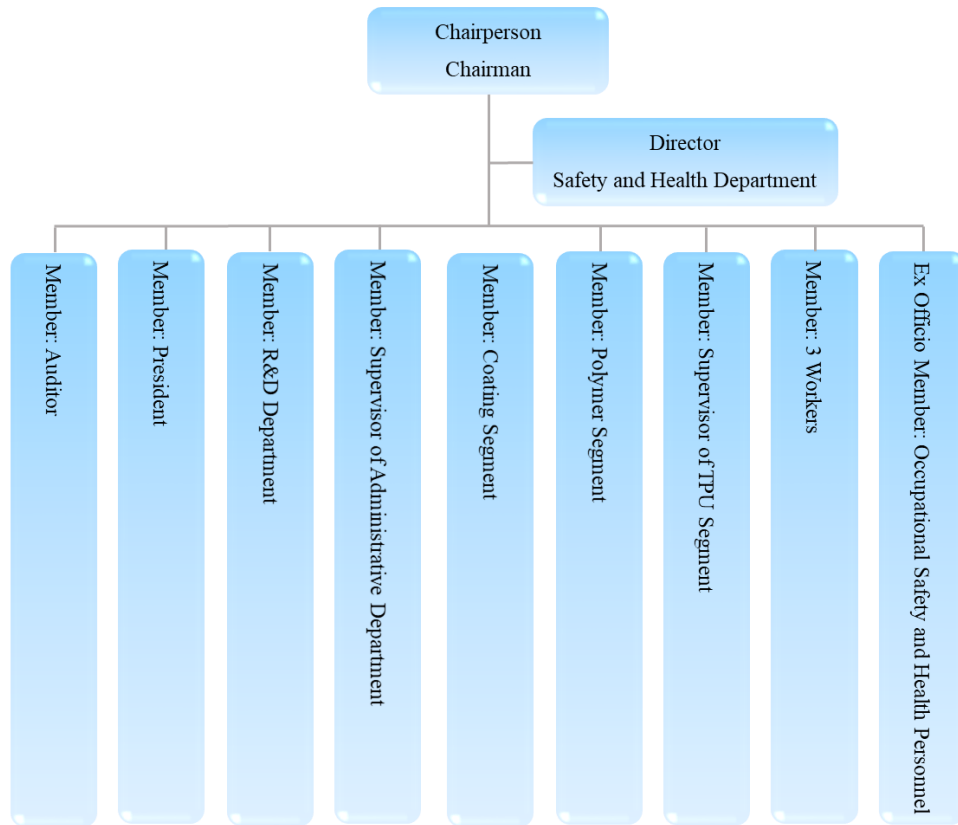 Chairperson
Chairman
Director
Safety and Health Department
Member: Auditor
Member: President
Member: R&D Department
Member: Supervisor of Administrative Department
Member: Coating Segment
Member: Polymer Segment
Member: Supervisor of TPU Segment
Member: 3 Workers
Ex Officio Member: Occupational Safety and Health Personnel